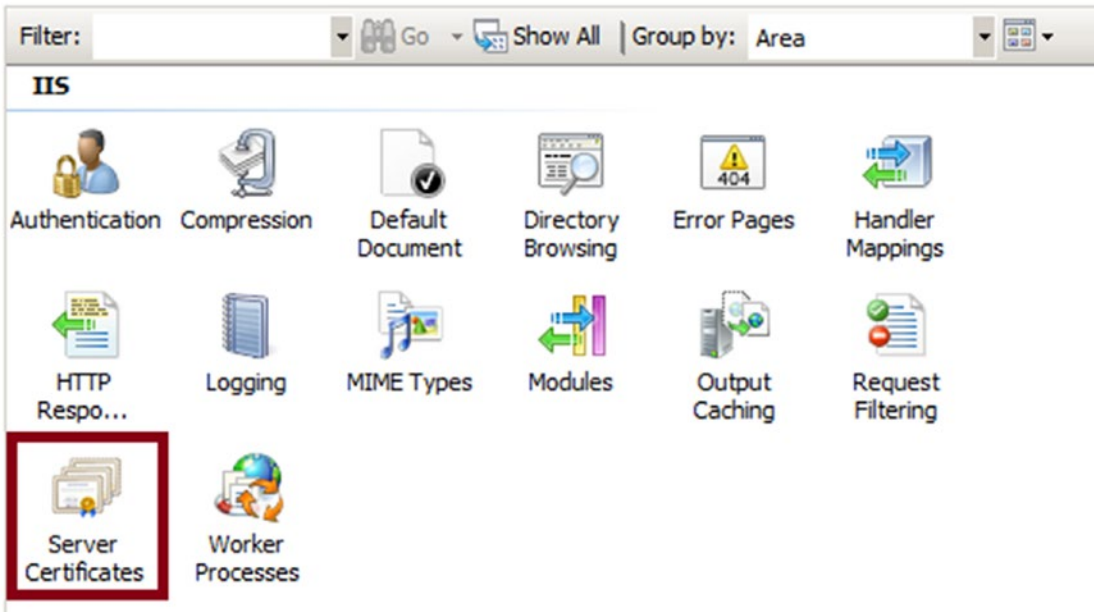 Filter: Go Show All Group by: Area
IIS
404
Authentication Compression Default Document Directory Browsing Error Pages Handler Mappings
HTTP Respo... Logging MIME Types Modules Output Caching Request Filtering
Server Certificates Worker Processes